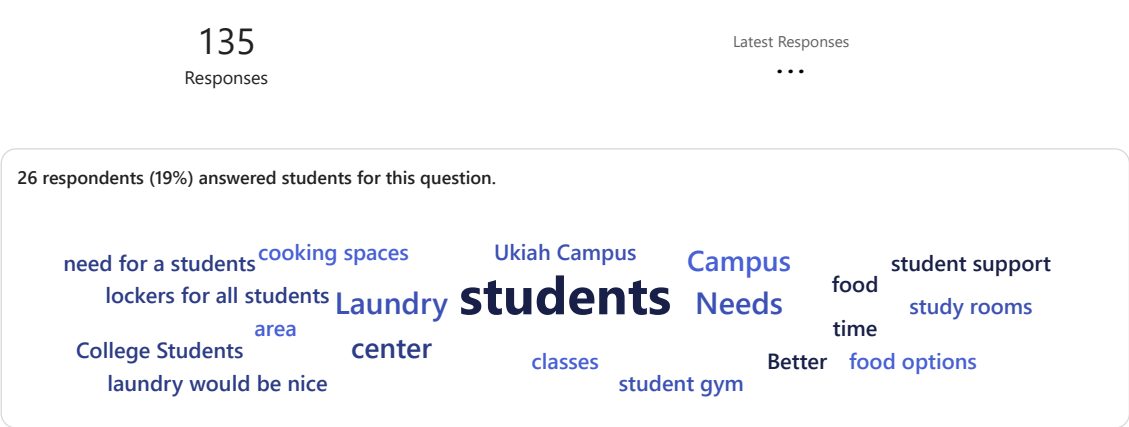 135
Responses
Latest Responses
...
26 respondents (19%) answered students for this question.
need for a students
cooking spaces
Ukiah Campus
Campus
student support
lockers for all students
Laundry
students
Needs
food
study rooms
area
time
College Students
center
classes
Better
food options
laundry would be nice
student gym